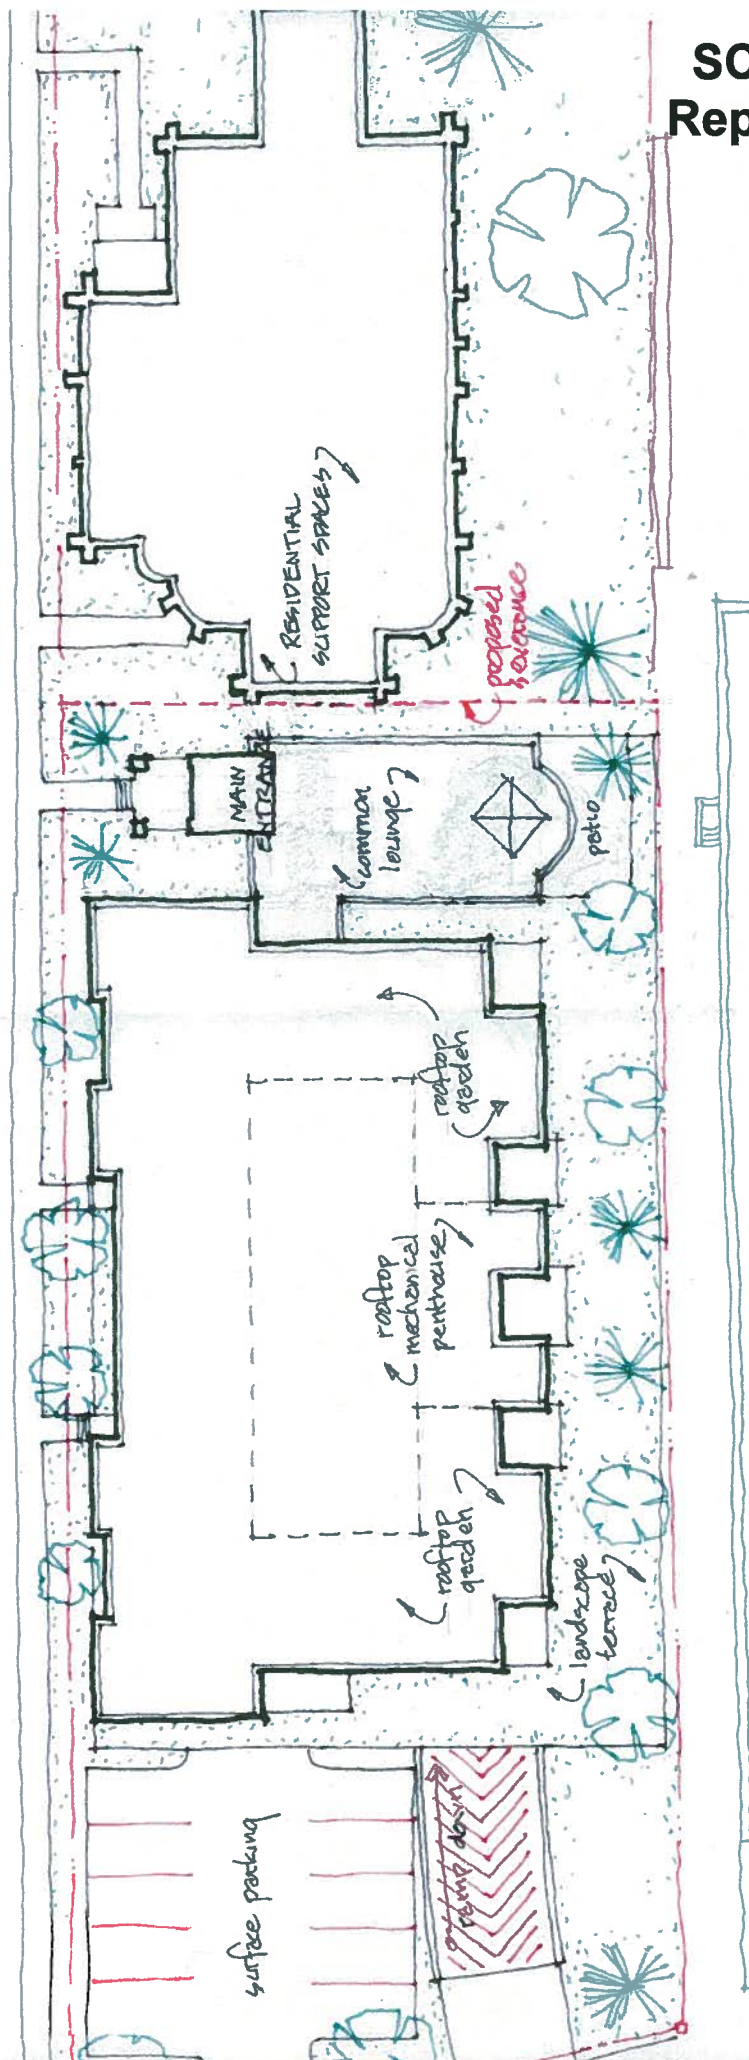 SC
Rep
RESIDENTIAL
SUPPORT SPACES
proposed
severance
MAIN
ENTRANCE
common
lounge
patio
rooftop
garden
rooftop
mechanical
penthouse
rooftop
garden
landscape
terrace
surface parking
ramp down